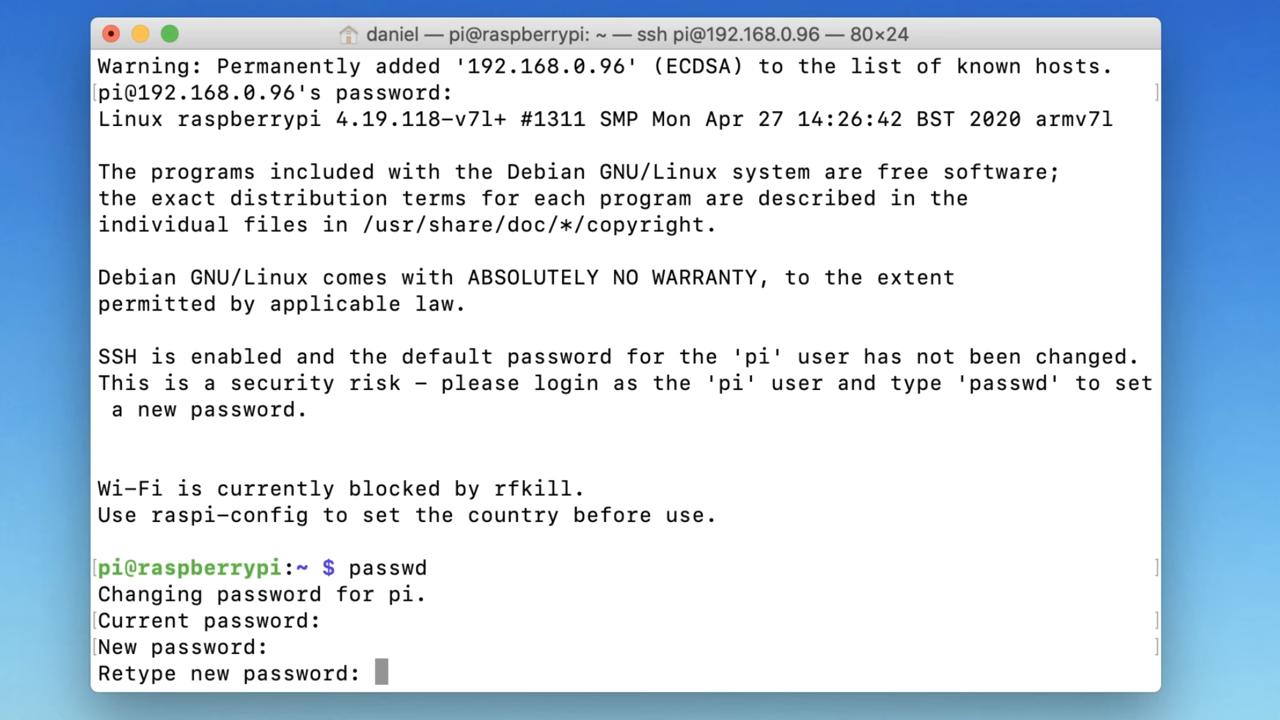 daniel — pi@raspberrypi: ~ — ssh pi@192.168.0.96 — 80×24
Warning: Permanently added '192.168.0.96' (ECDSA) to the list of known hosts.
[pi@192.168.0.96's password: ]
Linux raspberrypi 4.19.118-v7l+ #1311 SMP Mon Apr 27 14:26:42 BST 2020 armv7l
The programs included with the Debian GNU/Linux system are free software;
the exact distribution terms for each program are described in the
individual files in /usr/share/doc/*/copyright.
Debian GNU/Linux comes with ABSOLUTELY NO WARRANTY, to the extent
permitted by applicable law.
SSH is enabled and the default password for the 'pi' user has not been changed.
This is a security risk - please login as the 'pi' user and type 'passwd' to set
 a new password.
Wi-Fi is currently blocked by rfkill.
Use raspi-config to set the country before use.
[pi@raspberrypi:~ $ passwd ]
Changing password for pi.
[Current password: ]
[New password: ]
Retype new password: